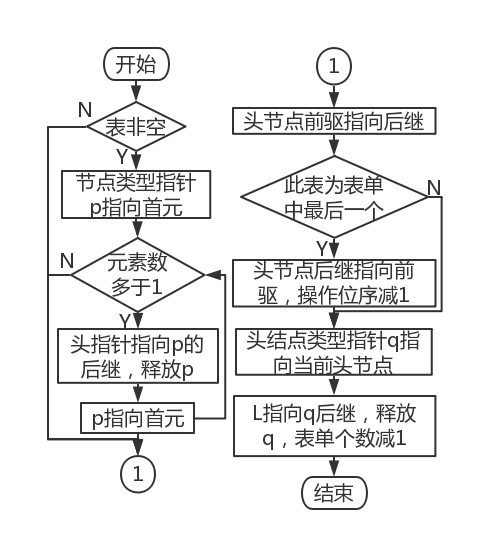 开始
N
表非空
Y
节点类型指针
p指向首元
N
元素数
多于1
Y
头指针指向p的
后继，释放p
p指向首元
1
1
头节点前驱指向后继
此表为表单
中最后一个
N
Y
头节点后继指向前
驱，操作位序减1
头结点类型指针q指
向当前头节点
L指向q后继，释放
q，表单个数减1
结束